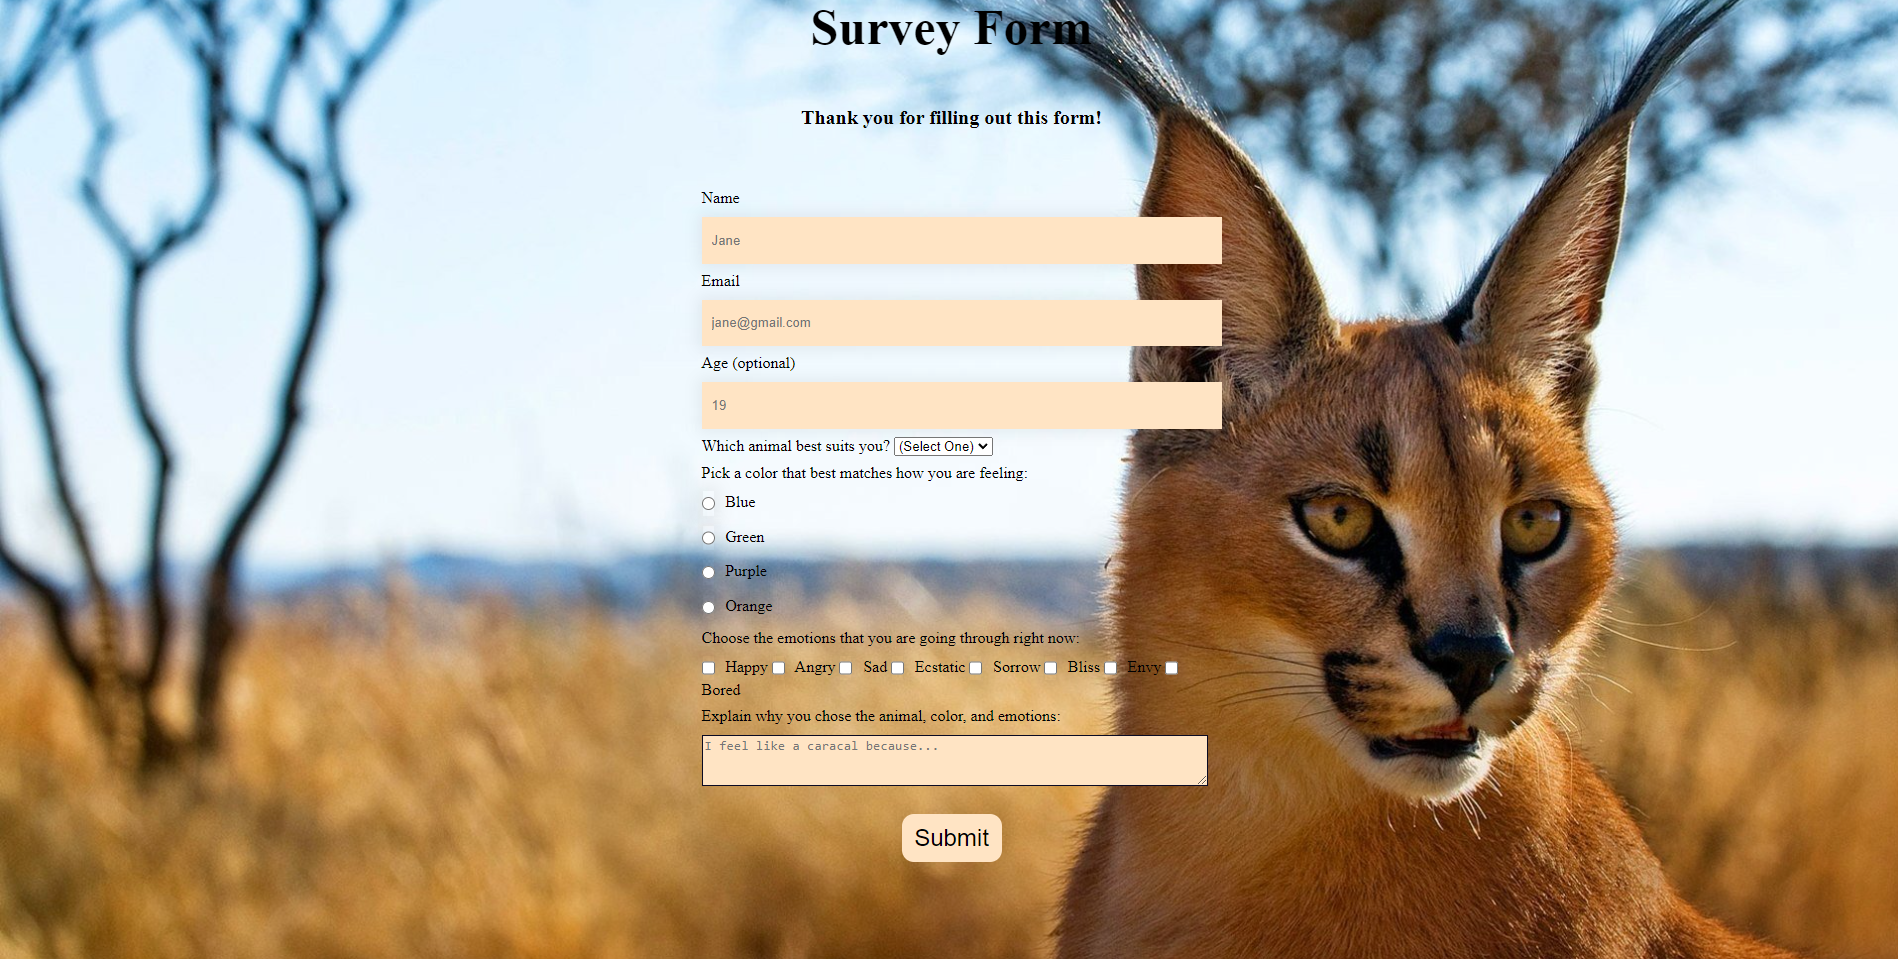 Survey Form
Thank you for filling out this form!
Name
Jane
Email
jane@gmail.com
Age (optional)
19
Which animal best suits you? (Select One)
Pick a color that best matches how you are feeling:
Blue
Green
Purple
Orange
Choose the emotions that you are going through right now:
Happy Angry Sad Ecstatic Sorrow Bliss Envy
Bored
Explain why you chose the animal, color, and emotions:
I feel like a caracal because...
Submit